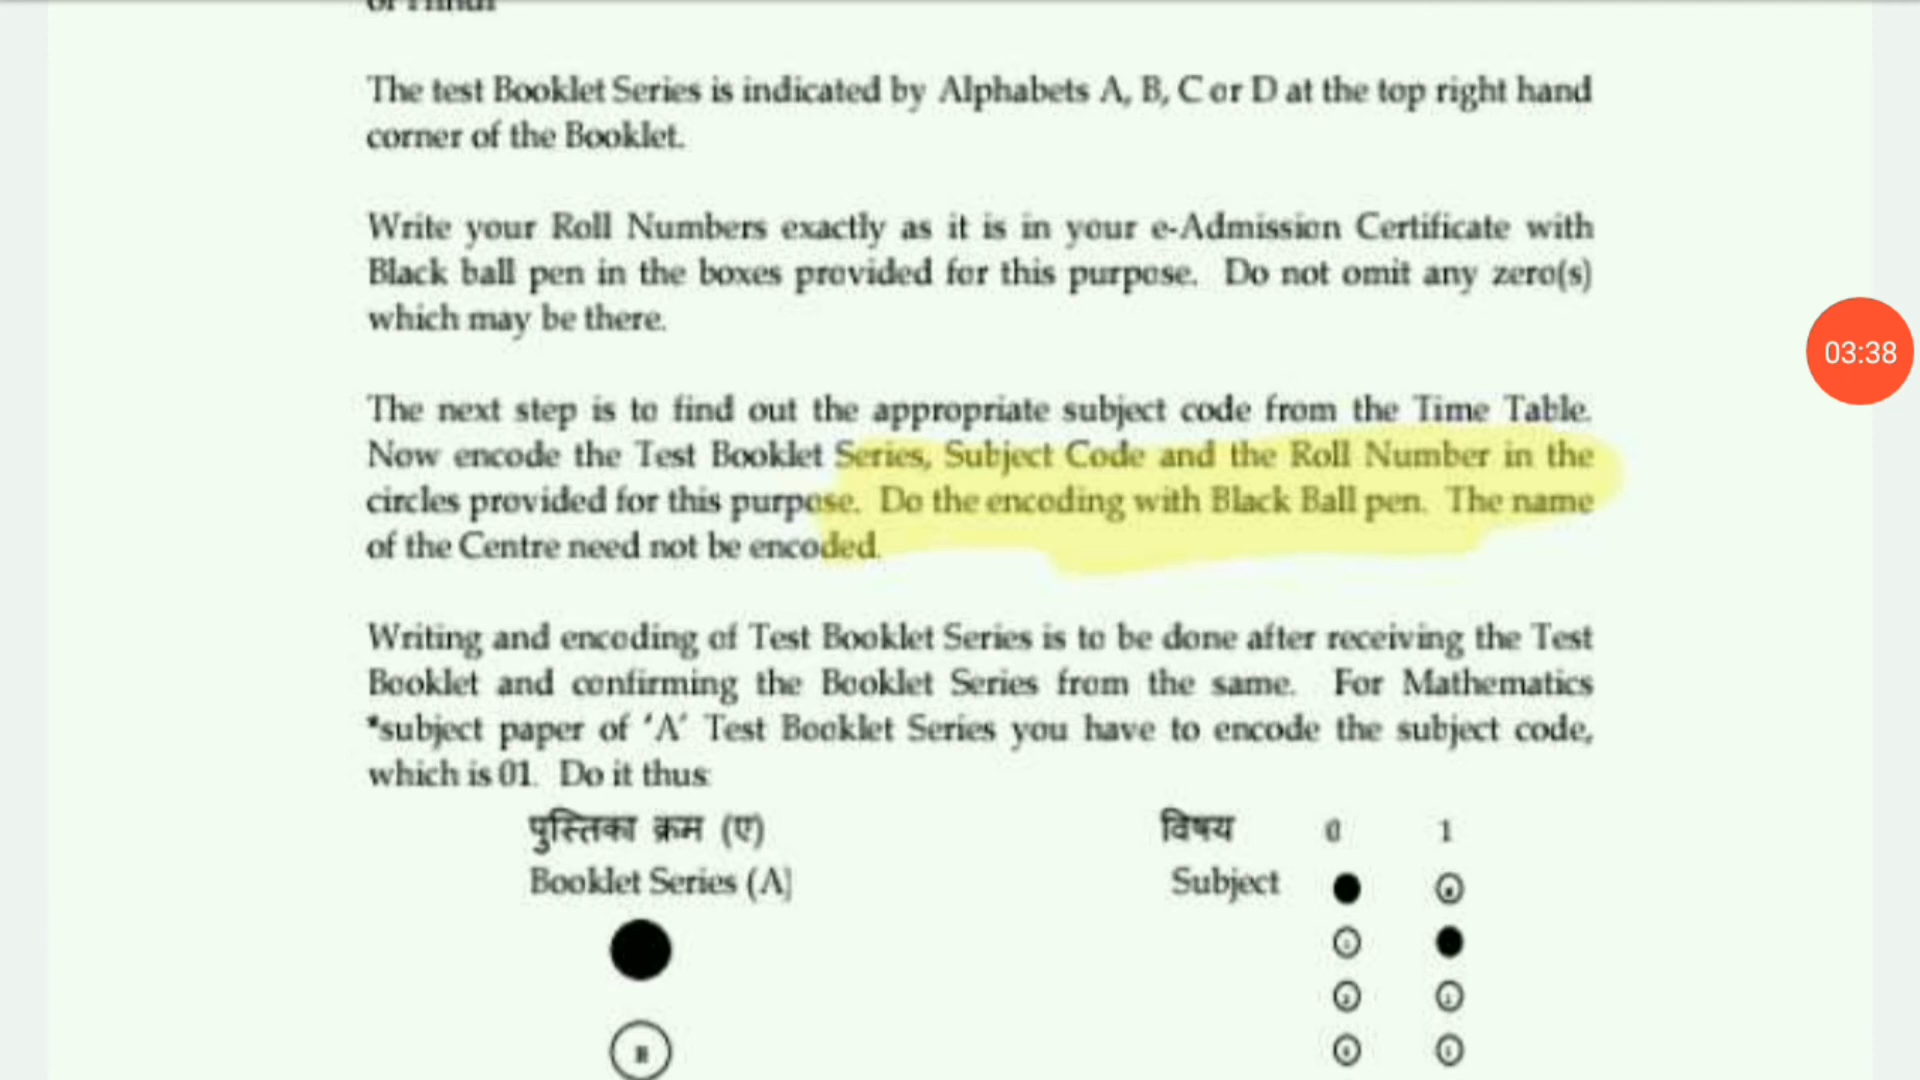 of Hindi
The test Booklet Series is indicated by Alphabets A, B, C or D at the top right hand
corner of the Booklet.
Write your Roll Numbers exactly as it is in your e-Admission Certificate with
Black ball pen in the boxes provided for this purpose. Do not omit any zero(s)
which may be there.
03:38
The next step is to find out the appropriate subject code from the Time Table.
Now encode the Test Booklet Series, Subject Code and the Roll Number in the
circles provided for this purpose. Do the encoding with Black Ball pen. The name
of the Centre need not be encoded.
Writing and encoding of Test Booklet Series is to be done after receiving the Test
Booklet and confirming the Booklet Series from the same. For Mathematics
*subject paper of 'A' Test Booklet Series you have to encode the subject code,
which is 01. Do it thus
पुस्तिका क्रम (ए) विषय 0 1
Booklet Series (A) Subject
B